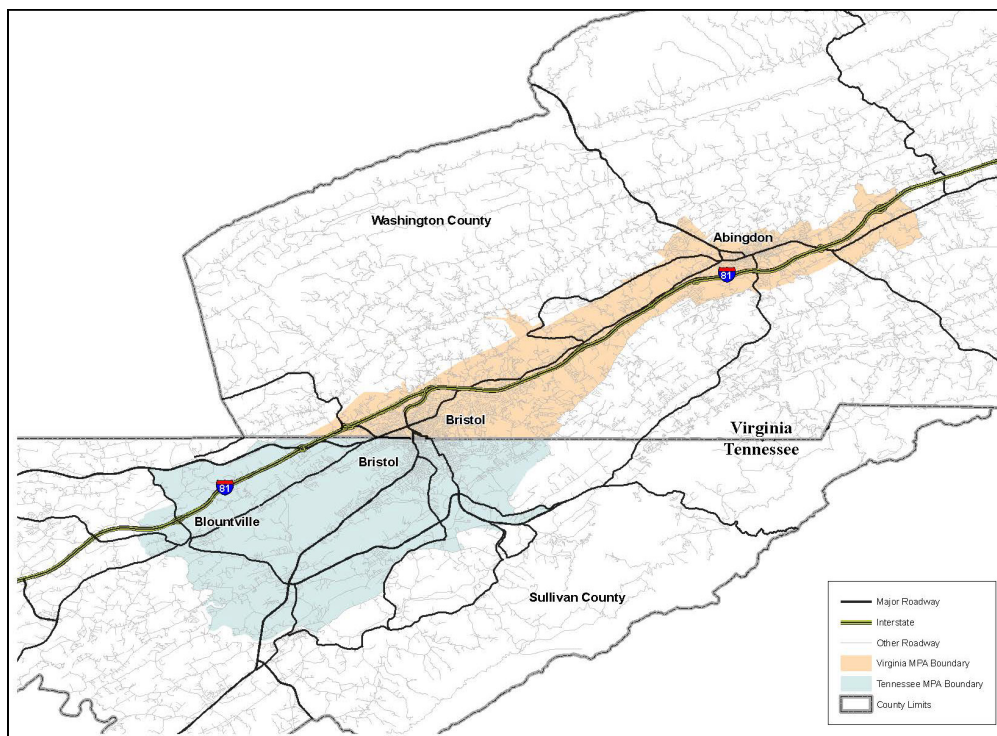 Washington County
Abingdon
81
Bristol
Virginia
Tennessee
Bristol
81
Blountville
Sullivan County
Major Roadway
Interstate
Other Roadway
Virginia MPA Boundary
Tennessee MPA Boundary
County Limits